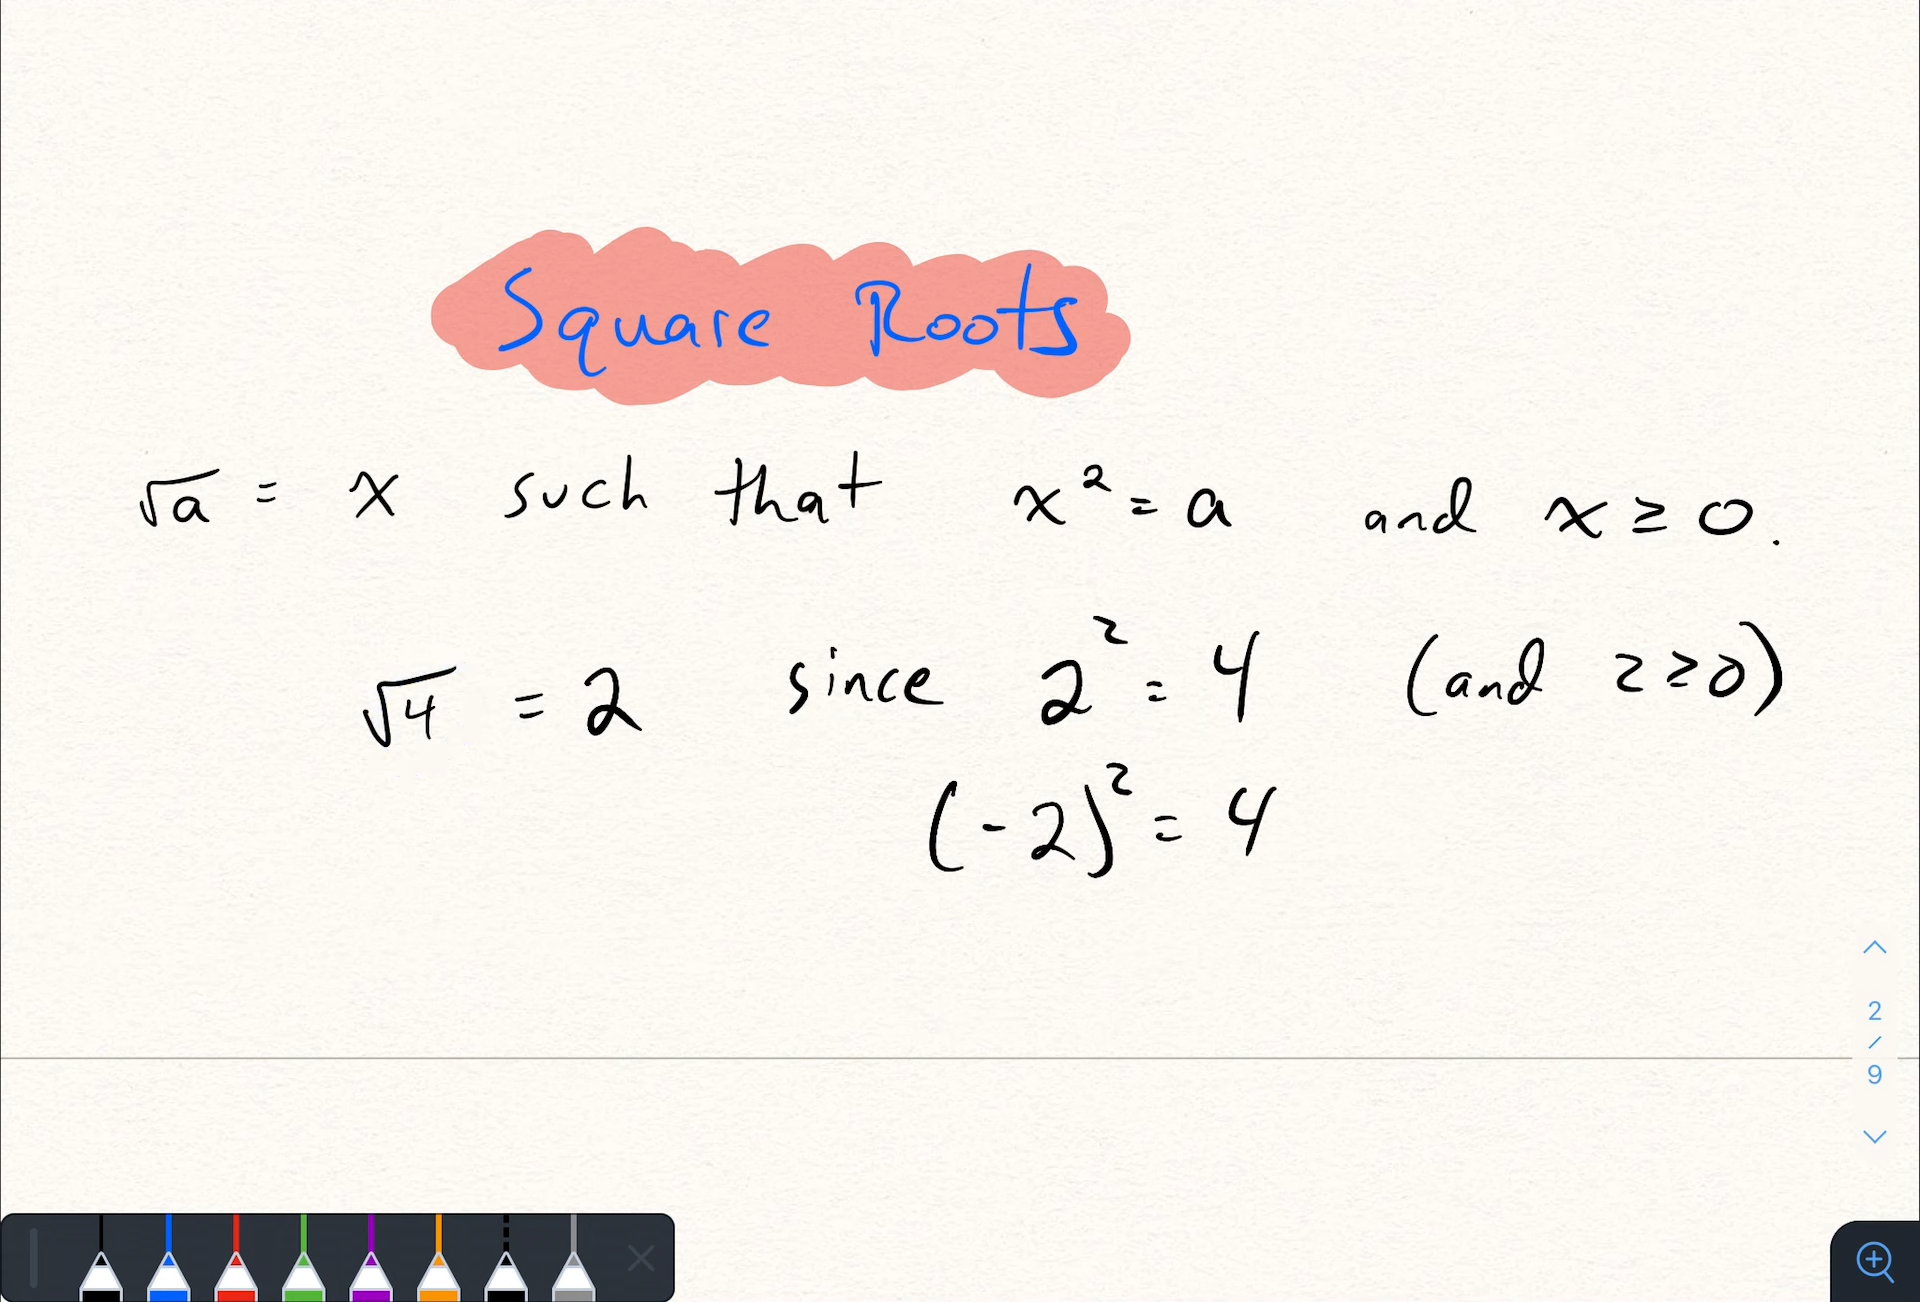 Square Roots
√a = x such that x² = a and x ≥ 0.
√4 = 2 since 2² = 4 (and 2 ≥ 0)
(-2)² = 4
2
/
9